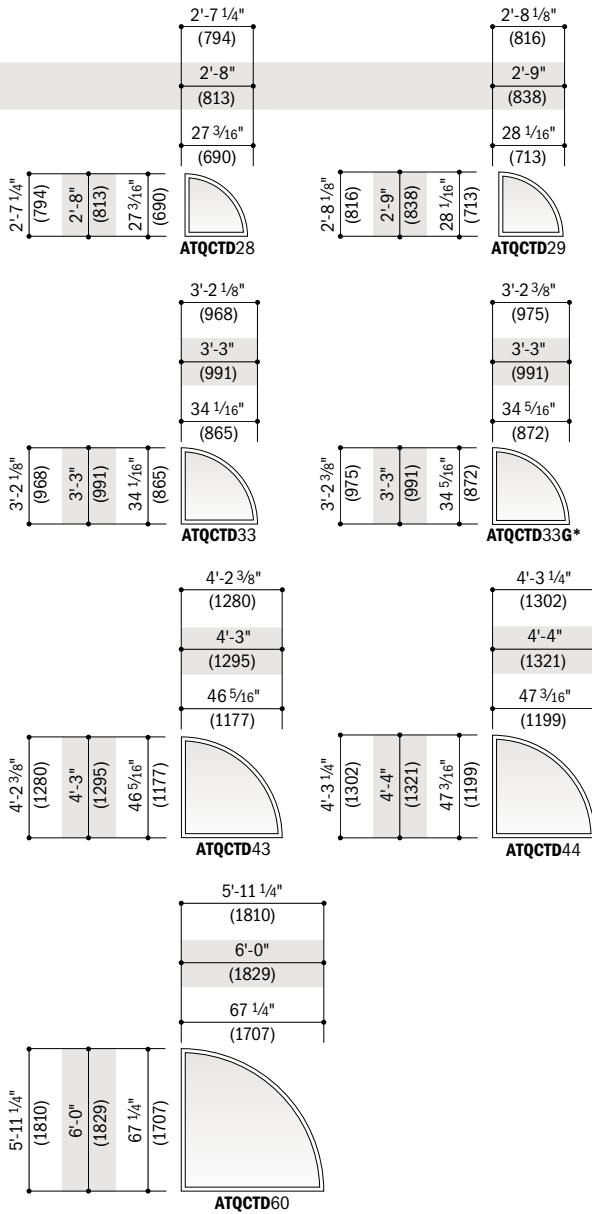 2'-7 1/4" 2'-8 1/8"
(794) (816)
2'-8" 2'-9"
(813) (838)
27 3/16" 28 1/16"
(690) (713)
2'-7 1/4" (794) 2'-8" (813) 27 3/16" (690) 2'-8 1/8" (816) 2'-9" (838) 28 1/16" (713)
ATQCTD28 ATQCTD29
3'-2 1/8" 3'-2 3/8"
(968) (975)
3'-3" 3'-3"
(991) (991)
34 1/16" 34 5/16"
(865) (872)
3'-2 1/8" (968) 3'-3" (991) 34 1/16" (865) 3'-2 3/8" (975) 3'-3" (991) 34 5/16" (872)
ATQCTD33 ATQCTD33G*
4'-2 3/8" 4'-3 1/4"
(1280) (1302)
4'-3" 4'-4"
(1295) (1321)
46 5/16" 47 3/16"
(1177) (1199)
4'-2 3/8" (1280) 4'-3" (1295) 46 5/16" (1177) 4'-3 1/4" (1302) 4'-4" (1321) 47 3/16" (1199)
ATQCTD43 ATQCTD44
5'-11 1/4"
(1810)
6'-0"
(1829)
67 1/4"
(1707)
5'-11 1/4" (1810) 6'-0" (1829) 67 1/4" (1707)
ATQCTD60